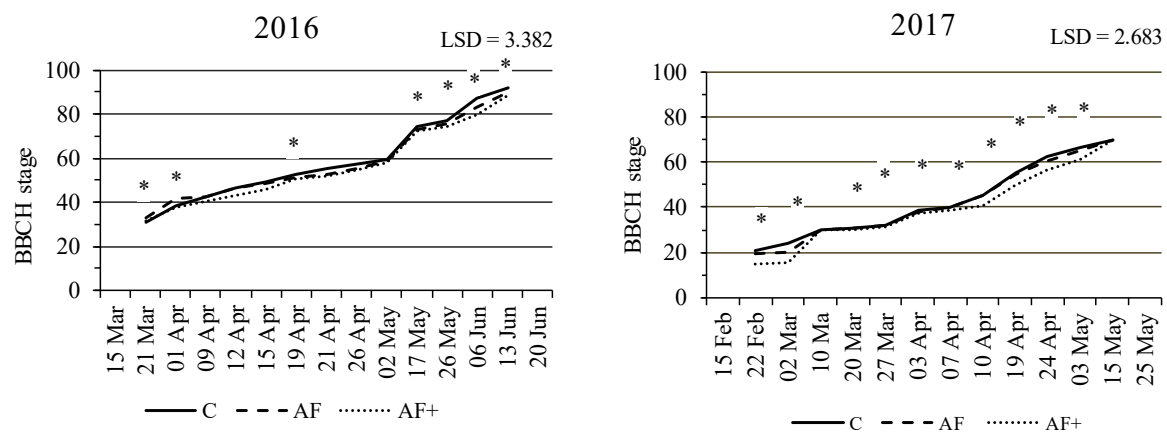 2016
LSD = 3.382
BBCH stage
100
80
60
40
20
0
* * * * * * *
15 Mar
21 Mar
01 Apr
09 Apr
12 Apr
15 Apr
19 Apr
21 Apr
26 Apr
02 May
17 May
26 May
06 Jun
13 Jun
20 Jun
C AF AF+
2017
LSD = 2.683
BBCH stage
100
80
60
40
20
0
* * * * * * * * * *
15 Feb
22 Feb
02 Mar
10 Ma
20 Mar
27 Mar
03 Apr
07 Apr
10 Apr
19 Apr
24 Apr
03 May
15 May
25 May
C AF AF+